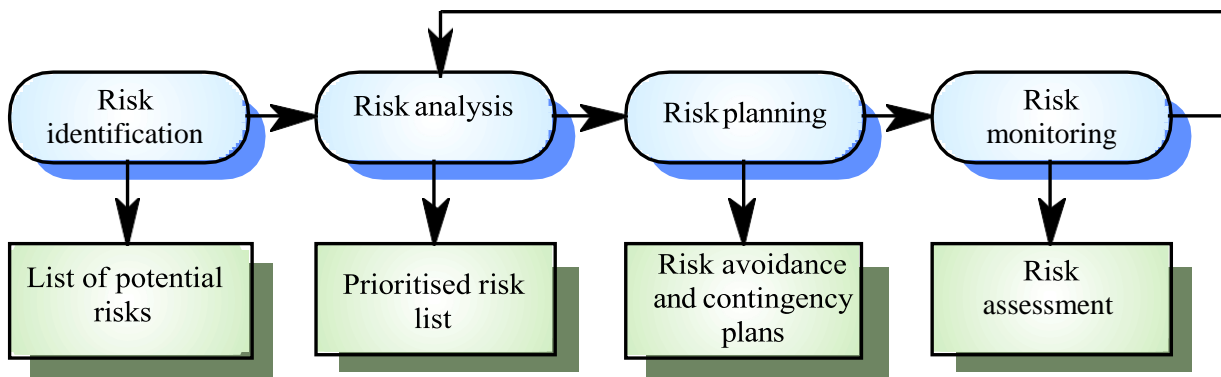 Risk
identification
Risk analysis
Risk planning
Risk
monitoring
List of potential
risks
Prioritised risk
list
Risk avoidance
and contingency
plans
Risk
assessment